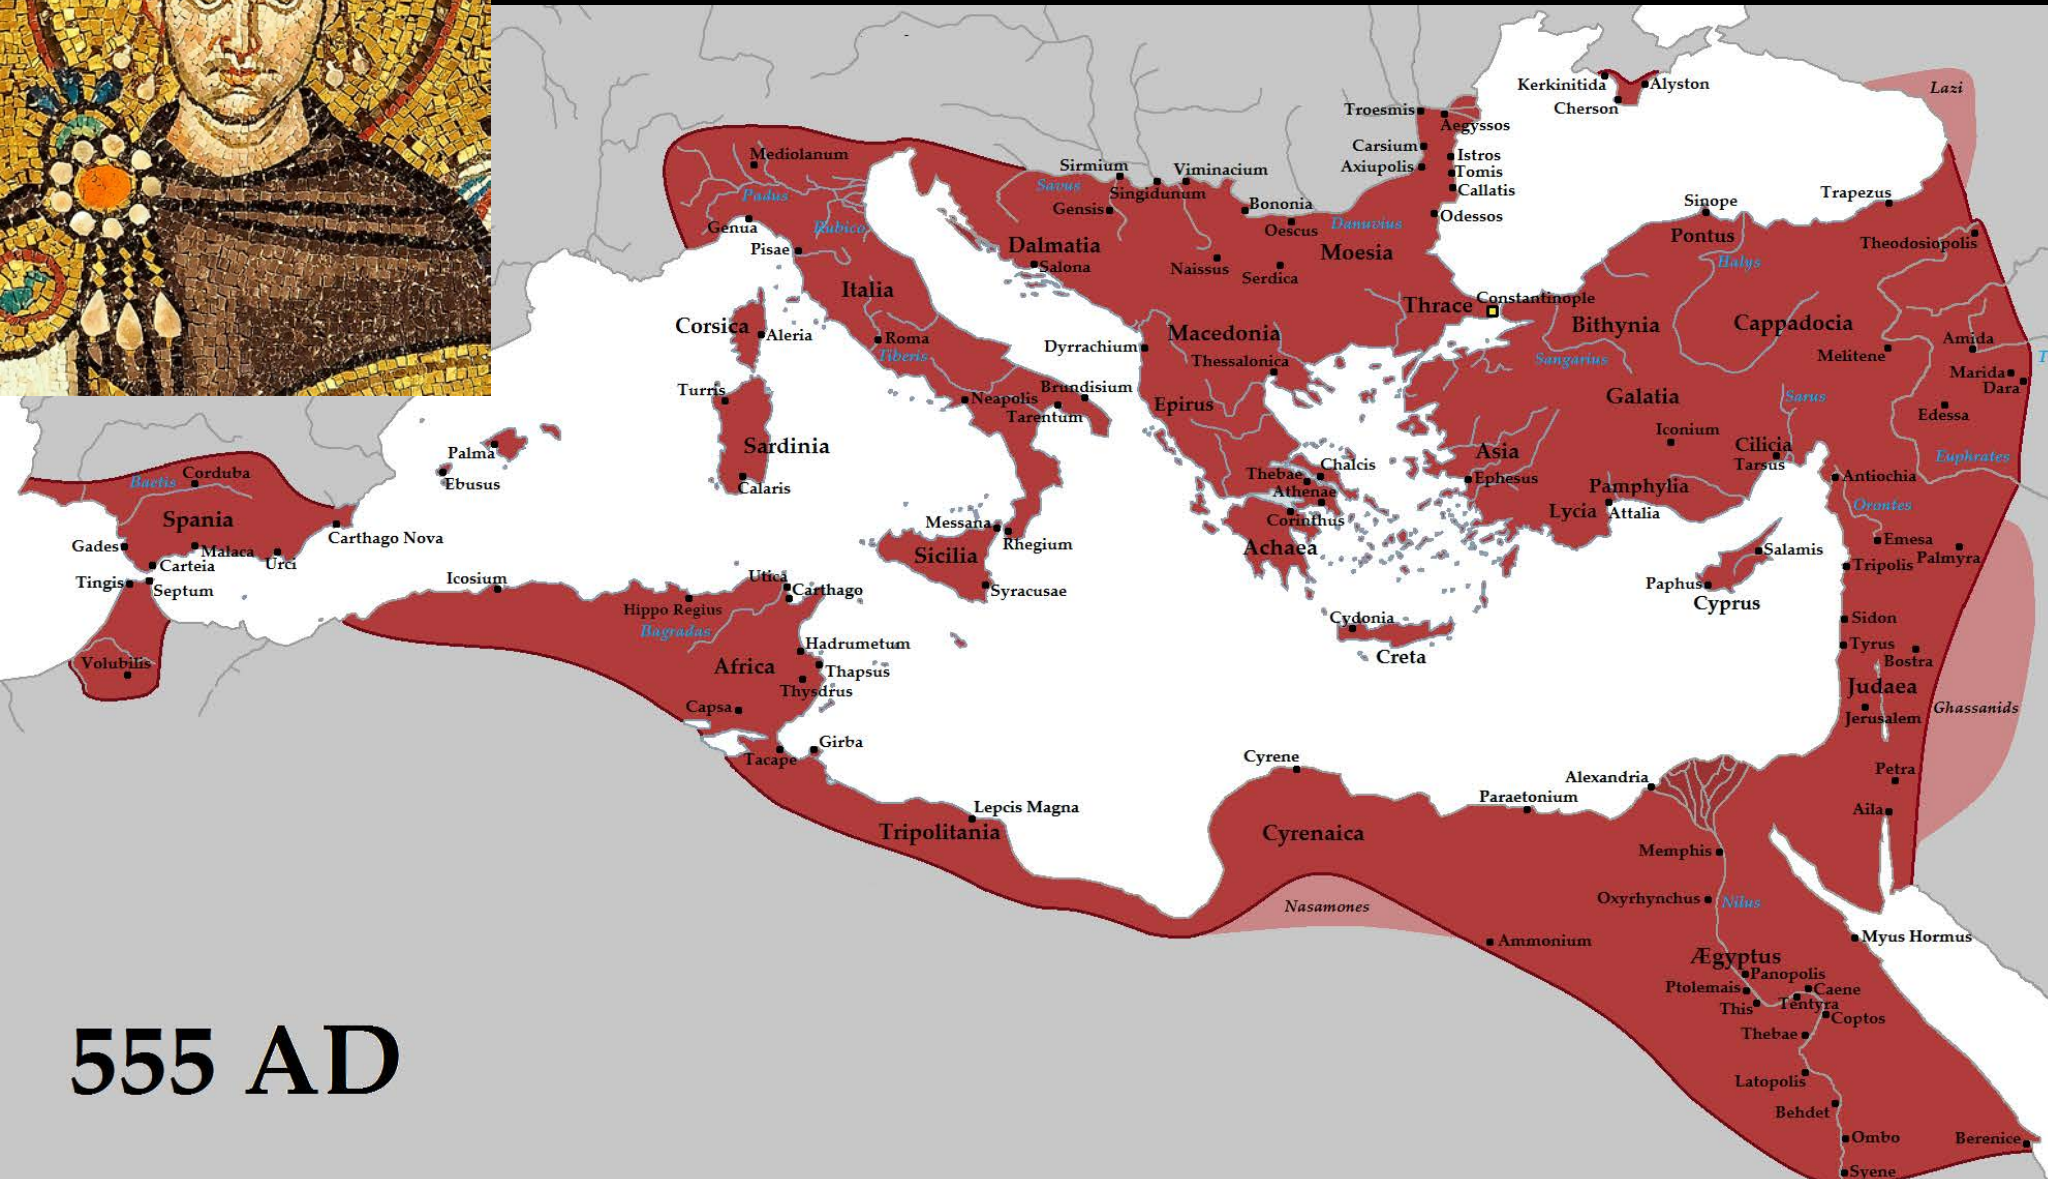 Kerkinitida
Alyston
Cherson
Lazi
Troesmis
Aegyssos
Carsium
Axiupolis
Istros
Tomis
Callatis
Odessos
Mediolanum
Padus
Genua
Rubico
Pisae
Sirmium
Viminacium
Savus
Singidunum
Gensis
Bononia
Oescus
Danuvius
Dalmatia
Salona
Moesia
Naissus
Serdica
Sinope
Trapezus
Pontus
Theodosiopolis
Halys
Italia
Corsica
Aleria
Roma
Tiberis
Thrace
Constantinople
Bithynia
Cappadocia
Macedonia
Dyrrachium
Thessalonica
Sangarius
Melitene
Amida
T
Marida
Dara
Turris
Neapolis
Brundisium
Tarentum
Epirus
Galatia
Sarus
Edessa
Sardinia
Calaris
Palma
Ebusus
Iconium
Cilicia
Tarsus
Asia
Ephesus
Euphrates
Antiochia
Thebae
Chalcis
Athenae
Corinthus
Achaea
Pamphylia
Lycia
Attalia
Orontes
Corduba
Baetis
Spania
Carthago Nova
Gades
Malaca
Urci
Carteia
Tingis
Septum
Messana
Rhegium
Sicilia
Syracusae
Salamis
Emesa
Palmyra
Tripolis
Paphus
Cyprus
Icosium
Utica
Carthago
Hippo Regius
Bagradas
Cydonia
Creta
Sidon
Tyrus
Bostra
Hadrumetum
Africa
Thapsus
Thysdrus
Volubilis
Capsa
Judaea
Jerusalem
Ghassanids
Girba
Tacape
Cyrene
Alexandria
Petra
Paraetonium
Aila
Lepcis Magna
Tripolitania
Cyrenaica
Memphis
Nasamones
Oxyrhynchus
Nilus
Ammonium
Myus Hormus
Ægyptus
Panopolis
Ptolemais
Caene
This
Tentyra
Coptos
Thebae
Latopolis
Behdet
Ombo
Berenice
Syene
555 AD